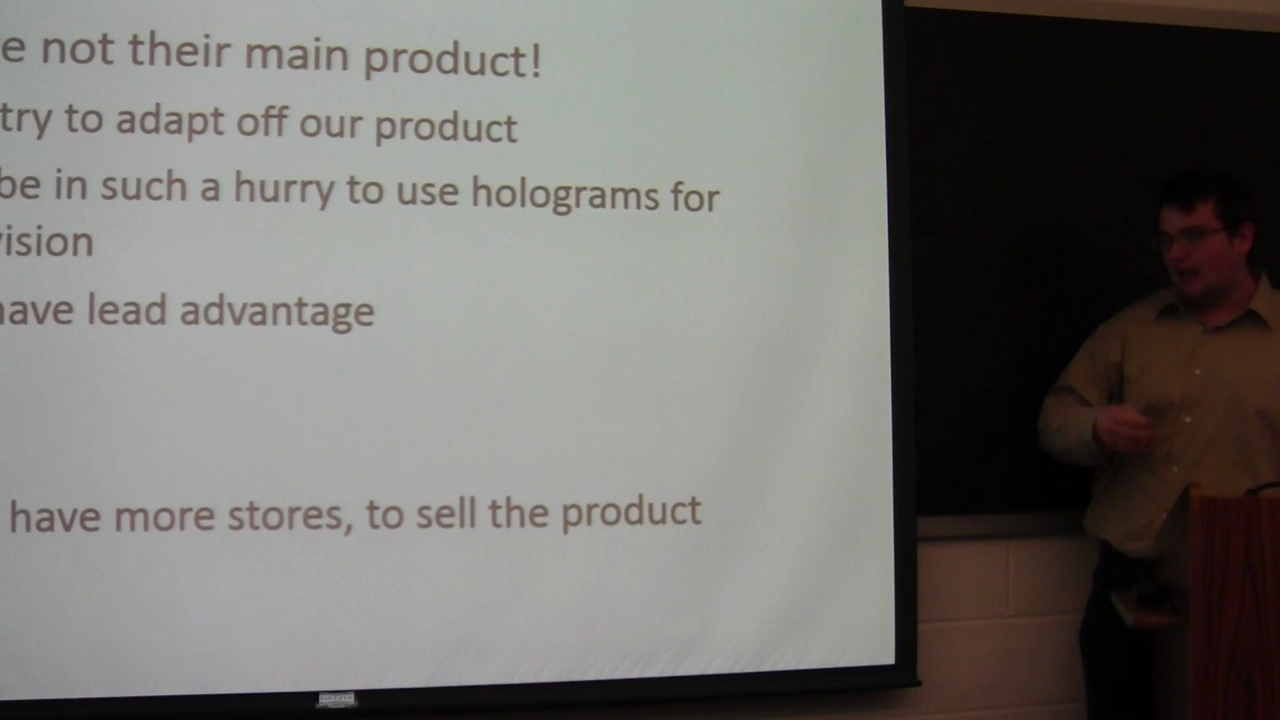 e not their main product!
try to adapt off our product
be in such a hurry to use holograms for
ision
ave lead advantage
have more stores, to sell the product